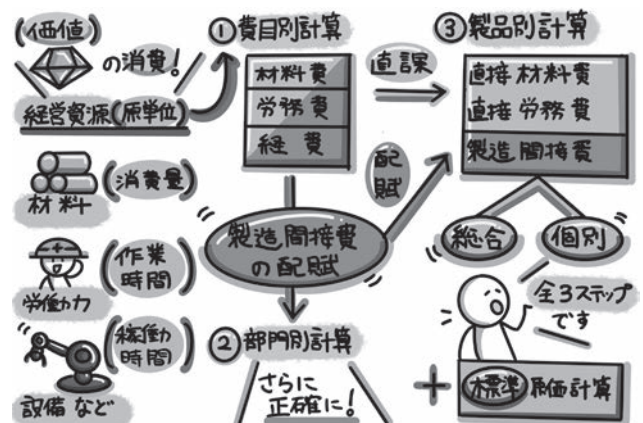 (価値)
の消費!
経営資源(原単位)
材料
(消費量)
労働力
(作業時間)
設備など
(稼働時間)
①費目別計算
材料費
労務費
経費
直課
配賦
製造間接費
の配賦
②部門別計算
さらに
正確に!
③製品別計算
直接材料費
直接労務費
製造間接費
総合
個別
全3ステップ
です
+
標準原価計算